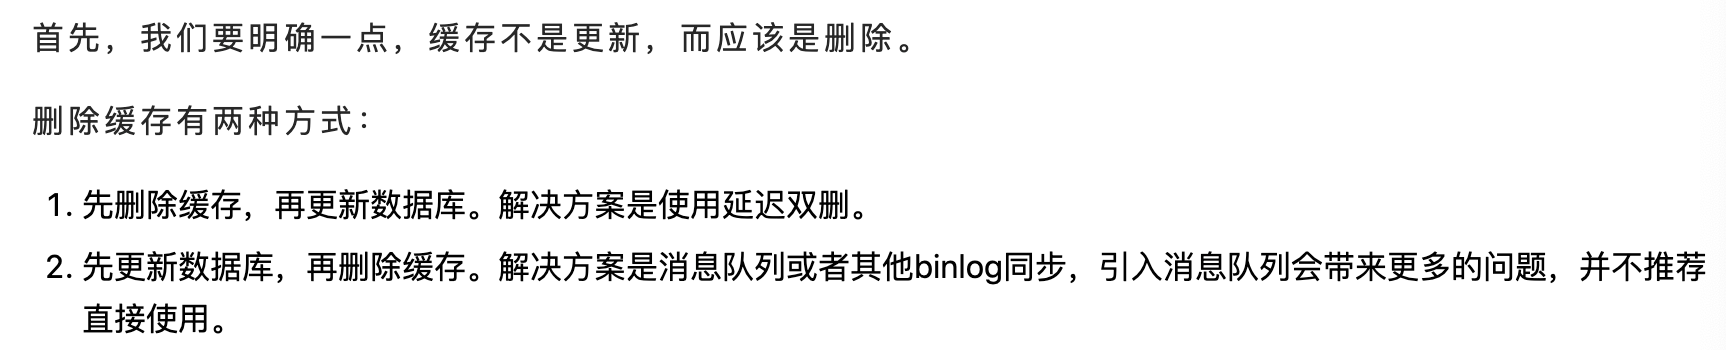 首先，我们要明确一点，缓存不是更新，而应该是删除。
删除缓存有两种方式：
1. 先删除缓存，再更新数据库。解决方案是使用延迟双删。
2. 先更新数据库，再删除缓存。解决方案是消息队列或者其他binlog同步，引入消息队列会带来更多的问题，并不推荐
直接使用。